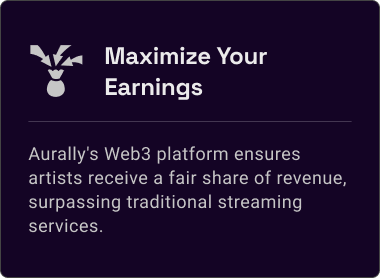 Maximize Your
Earnings
Aurally's Web3 platform ensures
artists receive a fair share of revenue,
surpassing traditional streaming
services.